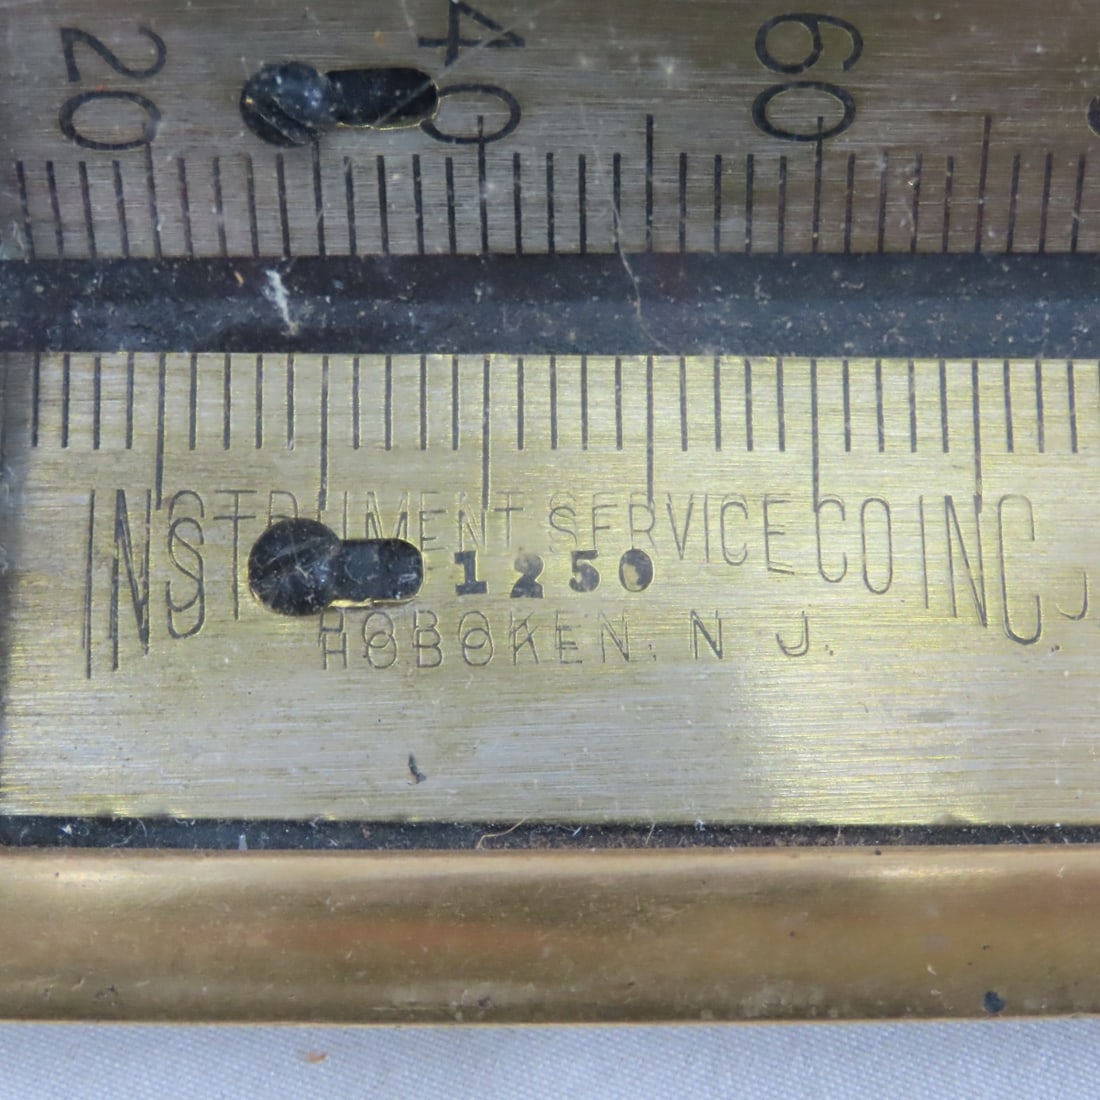 20 40 60
INSTRUMENT SERVICE CO INC.
1250
HOBOKEN. N J.